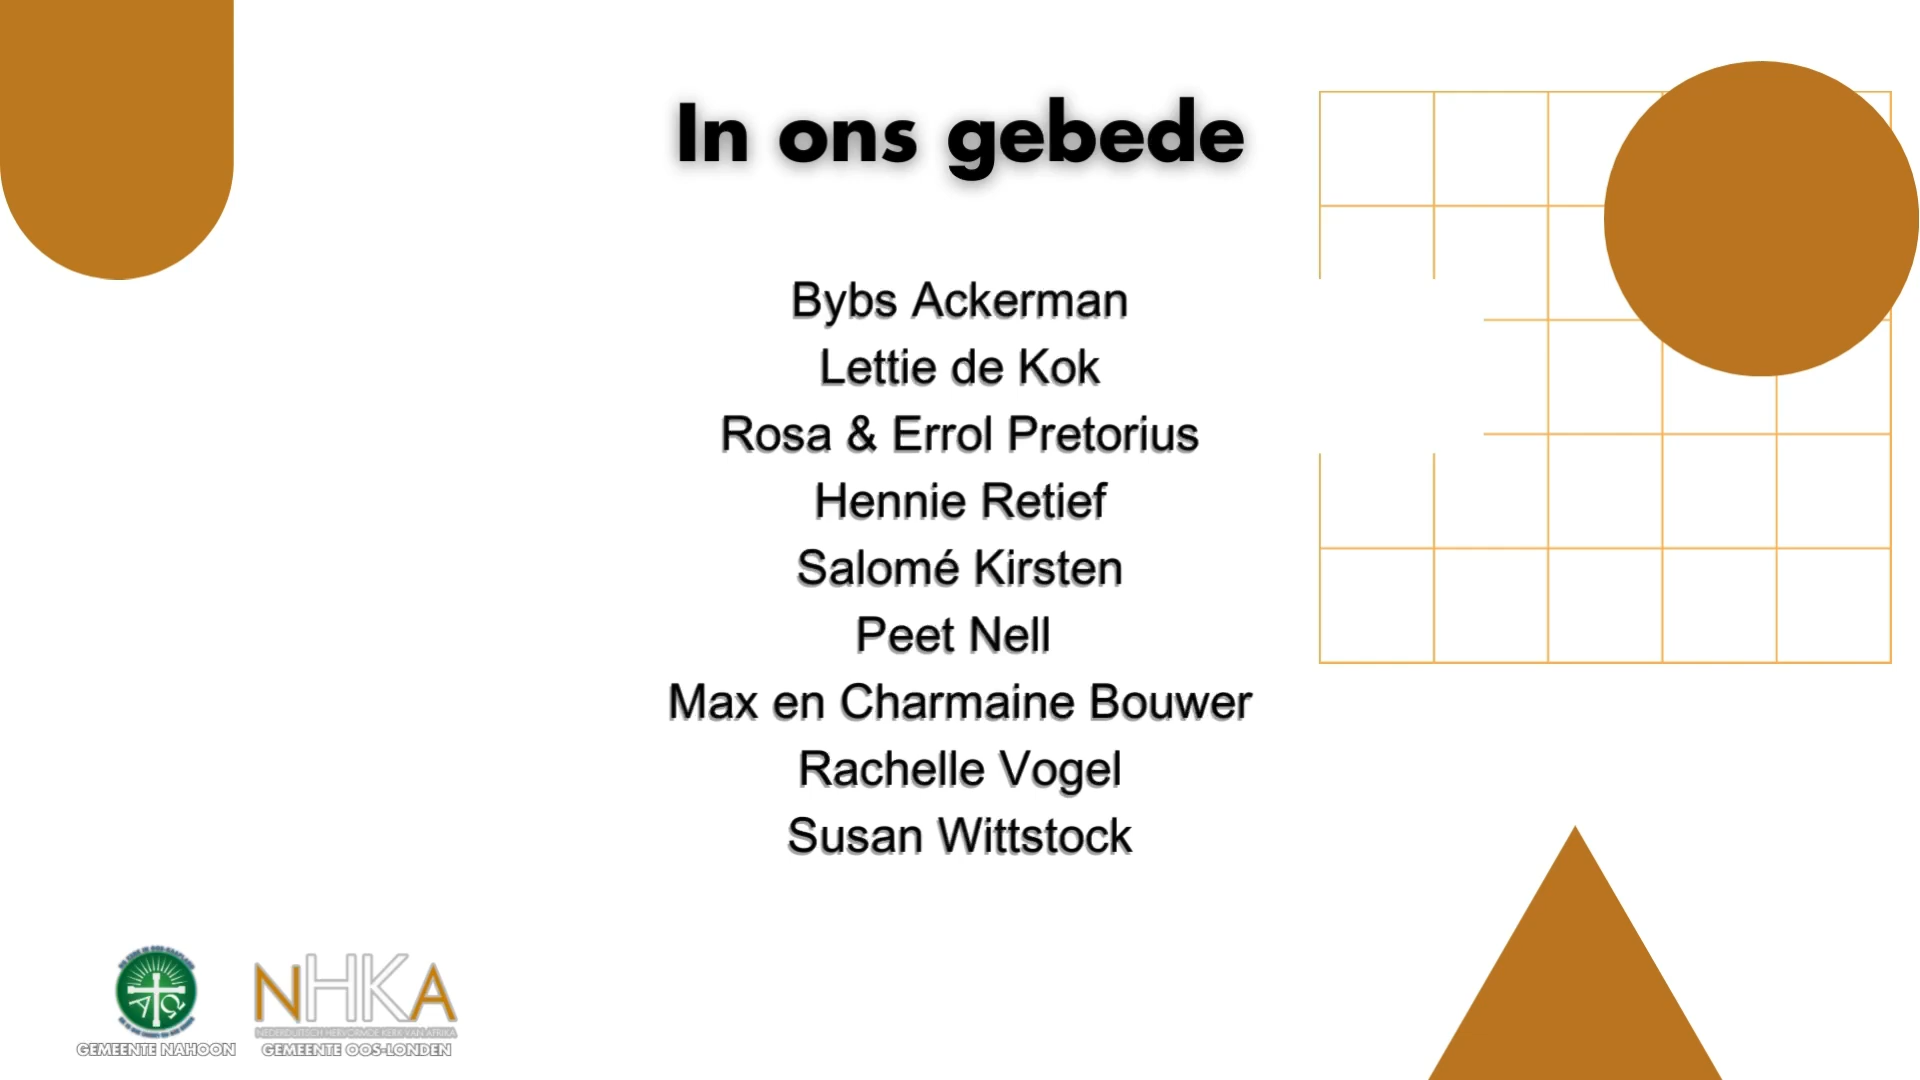 In ons gebede
Bybs Ackerman
Lettie de Kok
Rosa & Errol Pretorius
Hennie Retief
Salomé Kirsten
Peet Nell
Max en Charmaine Bouwer
Rachelle Vogel
Susan Wittstock
ΑΩ
GEMEENTE NAHOON
NHKA
NEDERDUITSCH HERVORMDE KERK VAN AFRIKA
GEMEENTE OOS-LONDEN